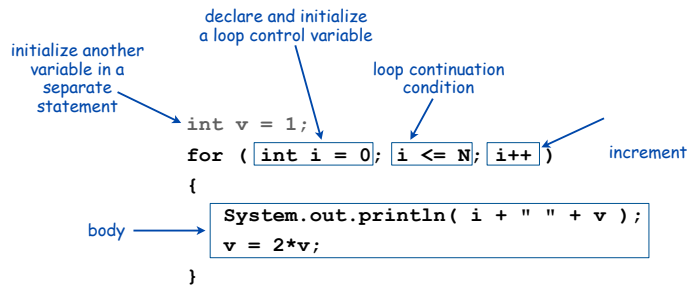 declare and initialize
a loop control variable
initialize another
variable in a
separate
statement
loop continuation
condition
int v = 1;
for ( int i = 0; i <= N; i++ )
increment
{
System.out.println( i + " " + v );
body
v = 2*v;
}